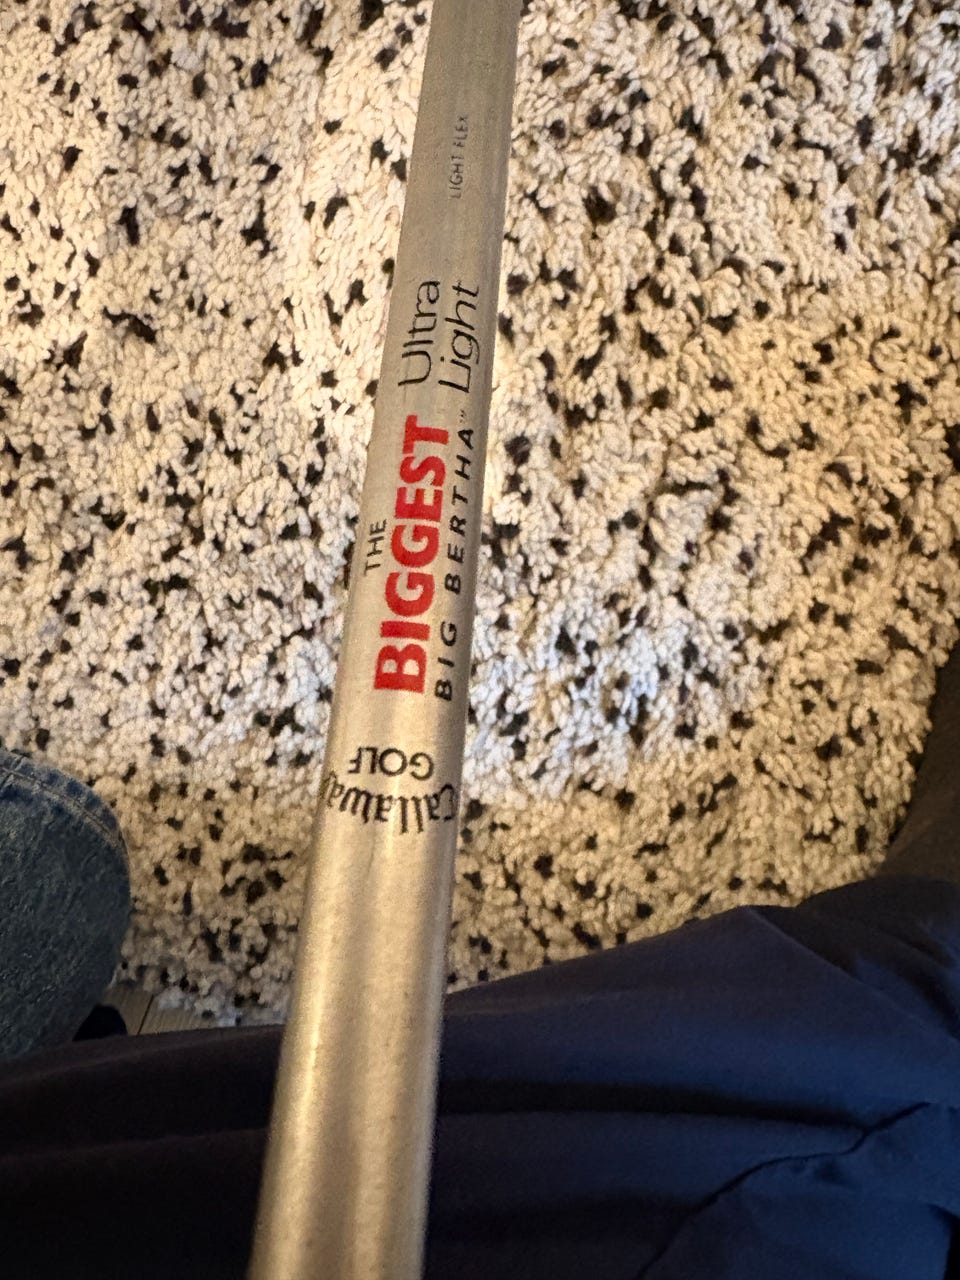 Callaway
GOLF
THE
BIGGEST
BIG BERTHA™
Ultra
Light
LIGHT FLEX